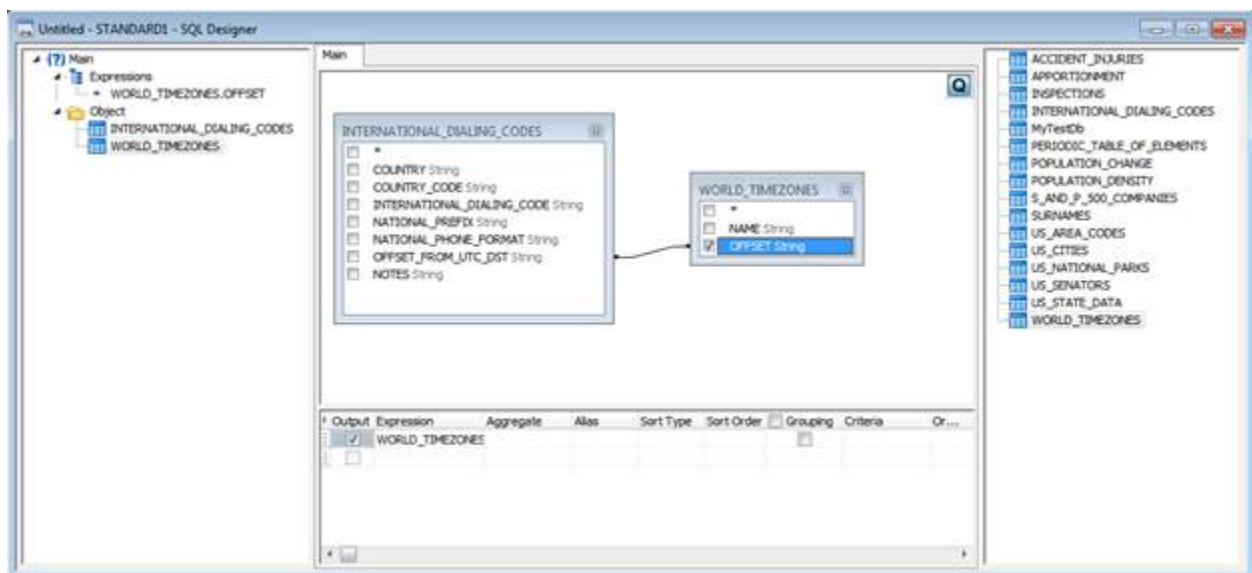 Untitled - STANDARD1 - SQL Designer
Main
Expressions
WORLD_TIMEZONES.OFFSET
Object
INTERNATIONAL_DIALING_CODES
WORLD_TIMEZONES
Main
Q
INTERNATIONAL_DIALING_CODES
*
COUNTRY String
COUNTRY_CODE String
INTERNATIONAL_DIALING_CODE String
NATIONAL_PREFIX String
NATIONAL_PHONE_FORMAT String
OFFSET_FROM_UTC_DST String
NOTES String
WORLD_TIMEZONES
*
NAME String
OFFSET String
Output Expression Aggregate Alias Sort Type Sort Order Grouping Criteria Or...
WORLD_TIMEZONES
ACCIDENT_INJURIES
APPORTIONMENT
INSPECTIONS
INTERNATIONAL_DIALING_CODES
MyTestDb
PERIODIC_TABLE_OF_ELEMENTS
POPULATION_CHANGE
POPULATION_DENSITY
S_AND_P_500_COMPANIES
SURNAMES
US_AREA_CODES
US_CITIES
US_NATIONAL_PARKS
US_SENATORS
US_STATE_DATA
WORLD_TIMEZONES